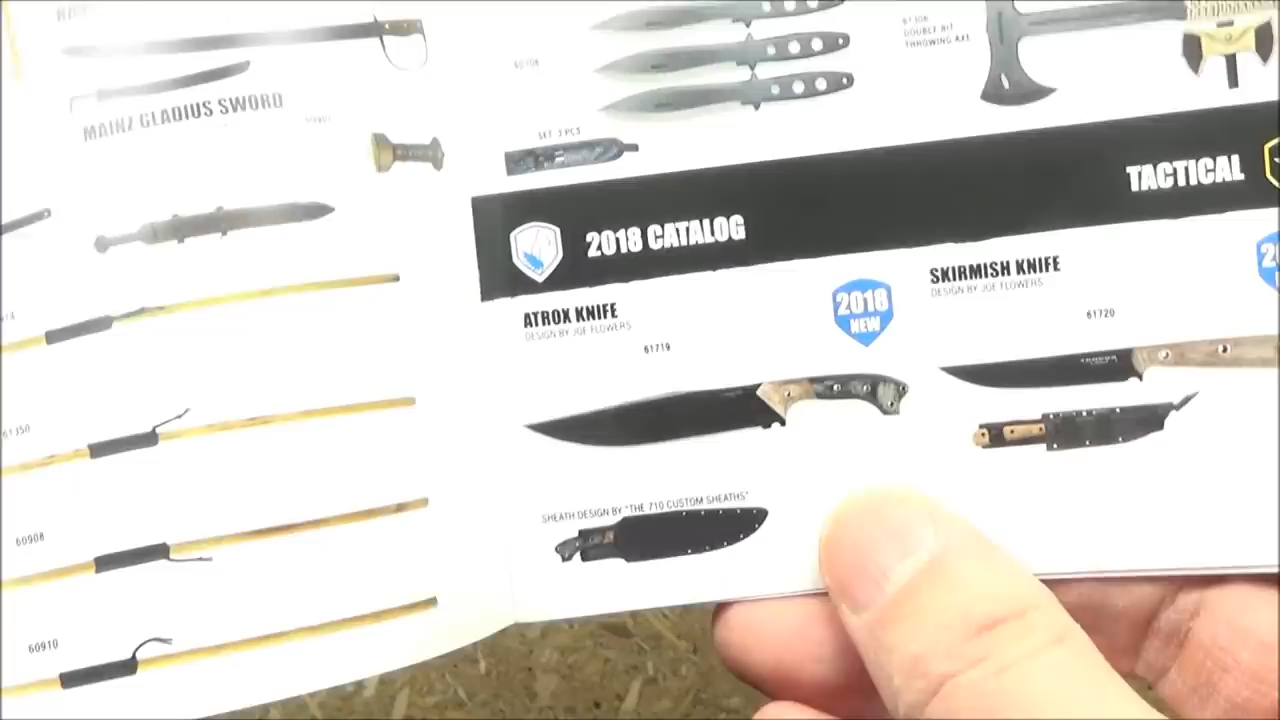 MAINZ GLADIUS SWORD
61350
60908
60910
SET 3 PCS
DOUBLE BIT
THROWING AXE
TACTICAL
2018 CATALOG
ATROX KNIFE
DESIGN BY JOE FLOWERS
61719
2018
NEW
SKIRMISH KNIFE
DESIGN BY JOE FLOWERS
61720
SHEATH DESIGN BY "THE 710 CUSTOM SHEATHS"